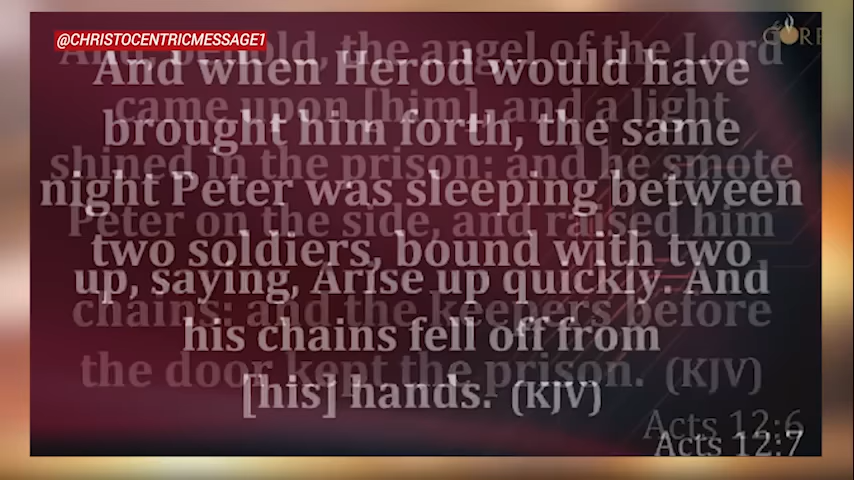 @CHRISTOCENTRICMESSAGE1
And when Herod would have
brought him forth, the same
night Peter was sleeping between
two soldiers, bound with two
chains: and the keepers before
the door kept the prison. (KJV)
Acts 12:6
And, behold, the angel of the Lord
came upon [him], and a light
shined in the prison: and he smote
Peter on the side, and raised him
up, saying, Arise up quickly. And
his chains fell off from
[his] hands. (KJV)
Acts 12:7